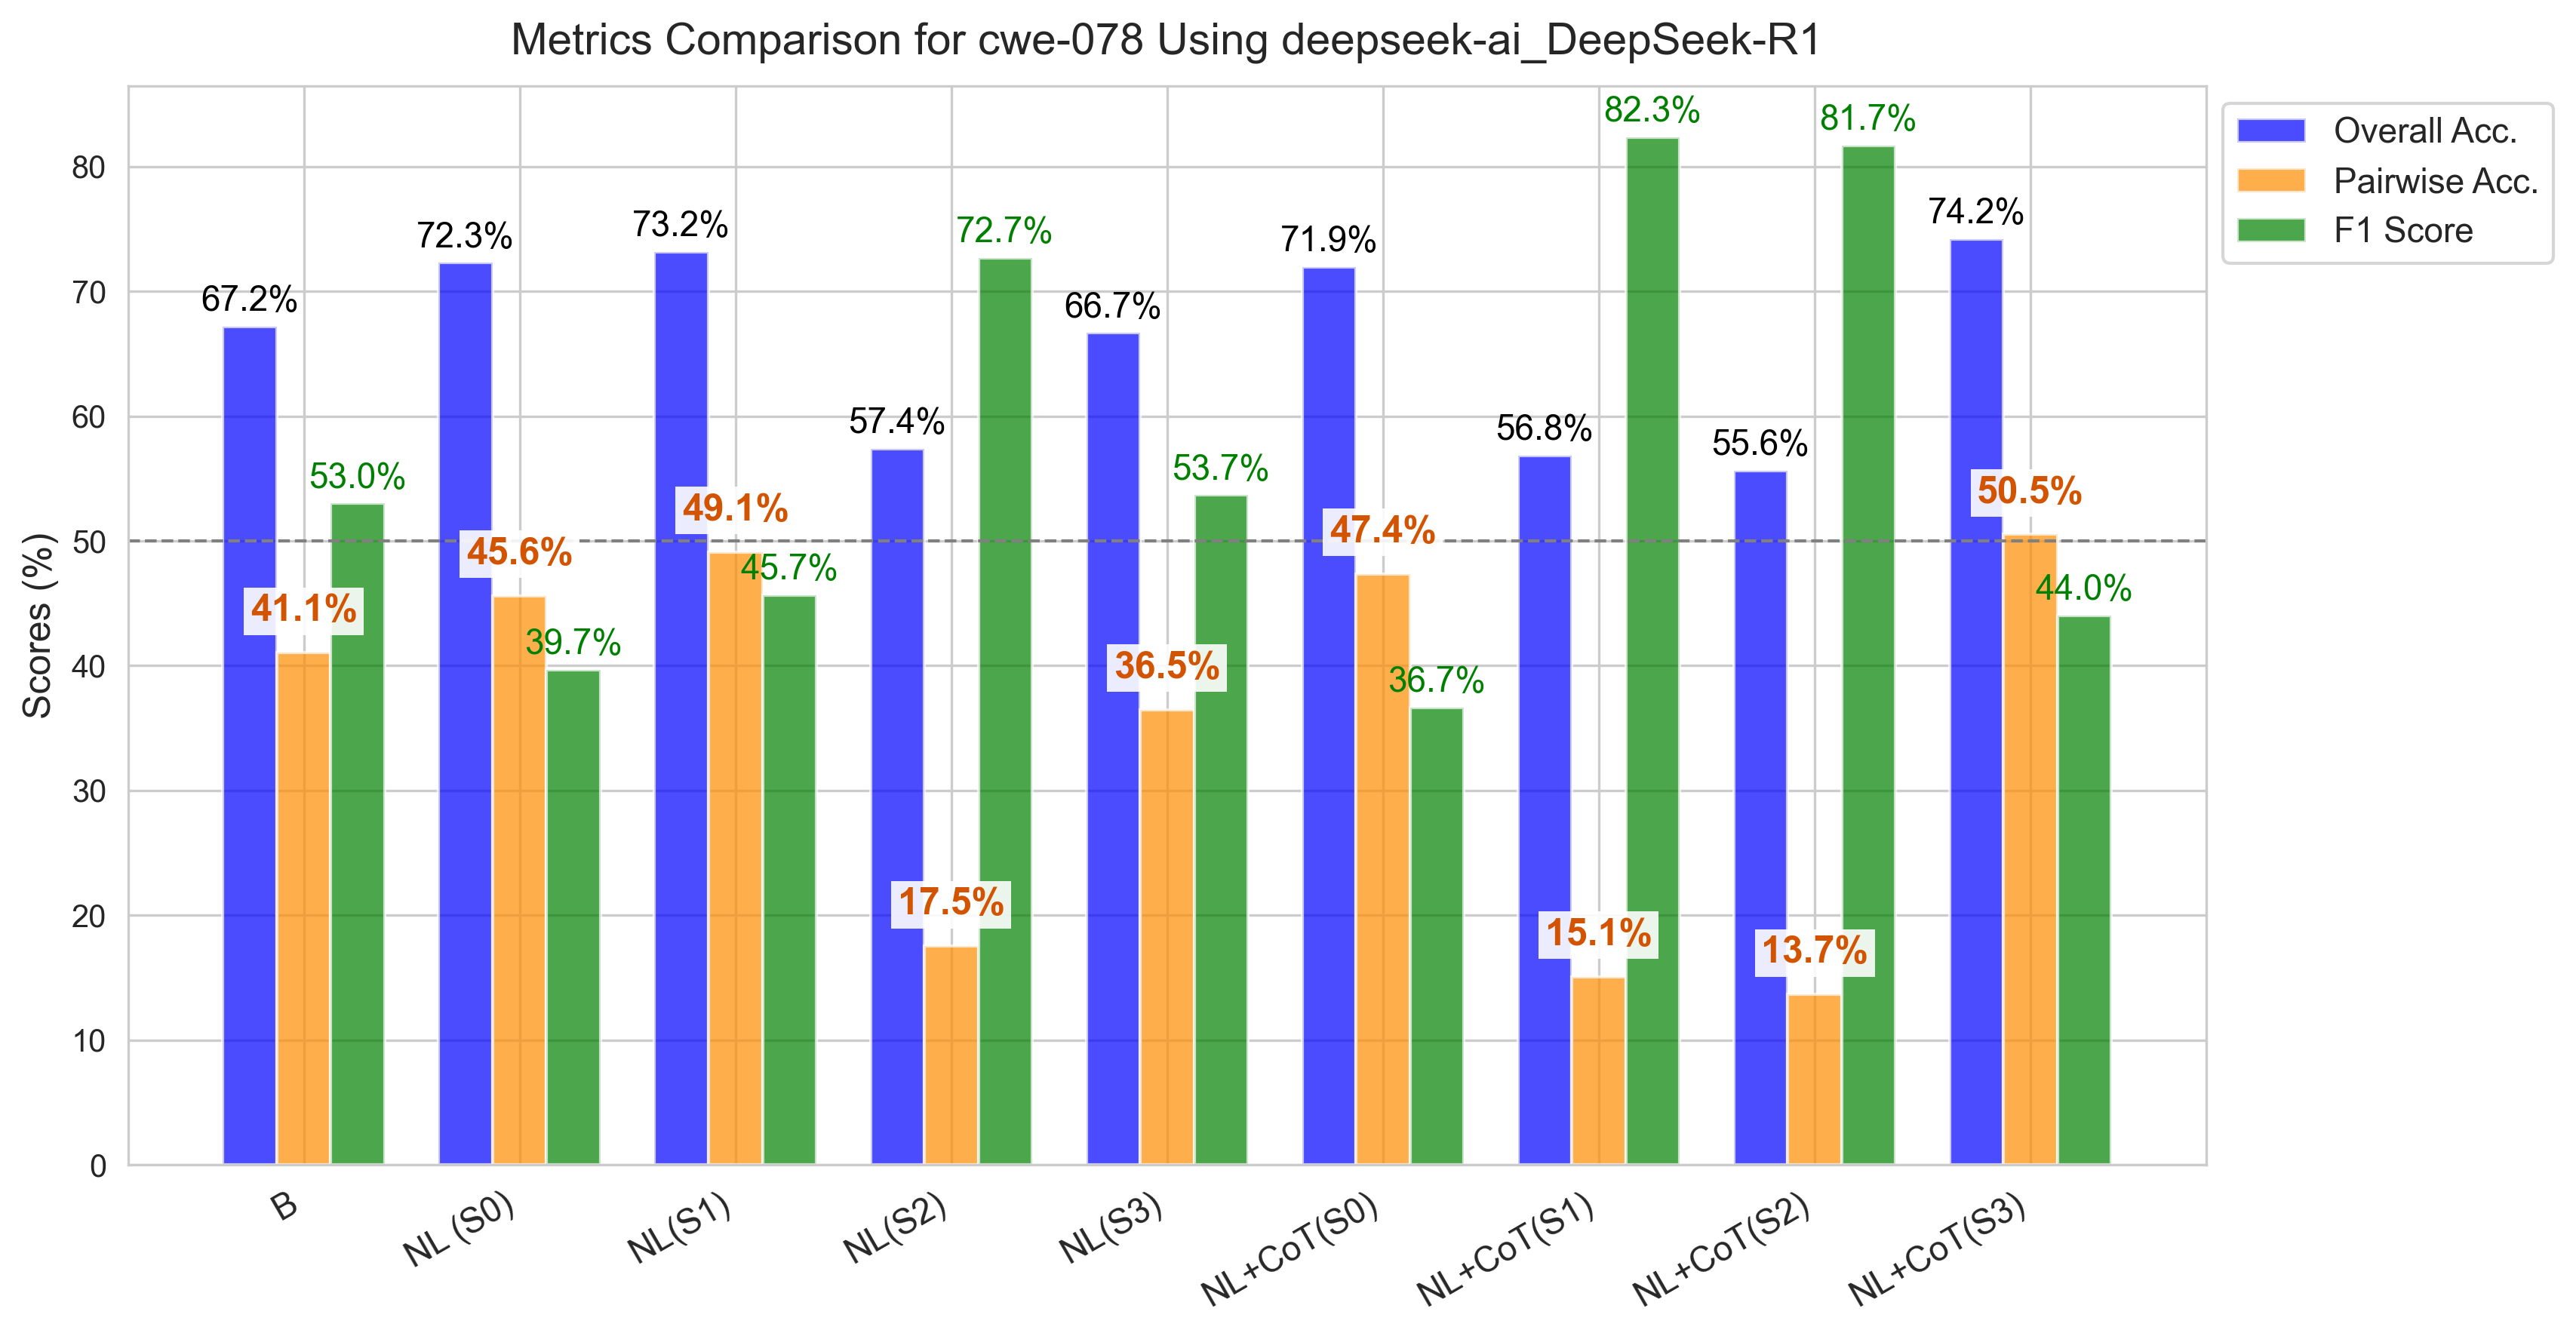 Metrics Comparison for cwe-078 Using deepseek-ai_DeepSeek-R1
Overall Acc.
Pairwise Acc.
F1 Score
Scores (%)
80
70
60
50
40
30
20
10
0
67.2%
41.1%
53.0%
72.3%
45.6%
39.7%
73.2%
49.1%
45.7%
57.4%
17.5%
72.7%
66.7%
36.5%
53.7%
71.9%
47.4%
36.7%
56.8%
15.1%
82.3%
55.6%
13.7%
81.7%
74.2%
50.5%
44.0%
B
NL (S0)
NL(S1)
NL(S2)
NL(S3)
NL+CoT(S0)
NL+CoT(S1)
NL+CoT(S2)
NL+CoT(S3)